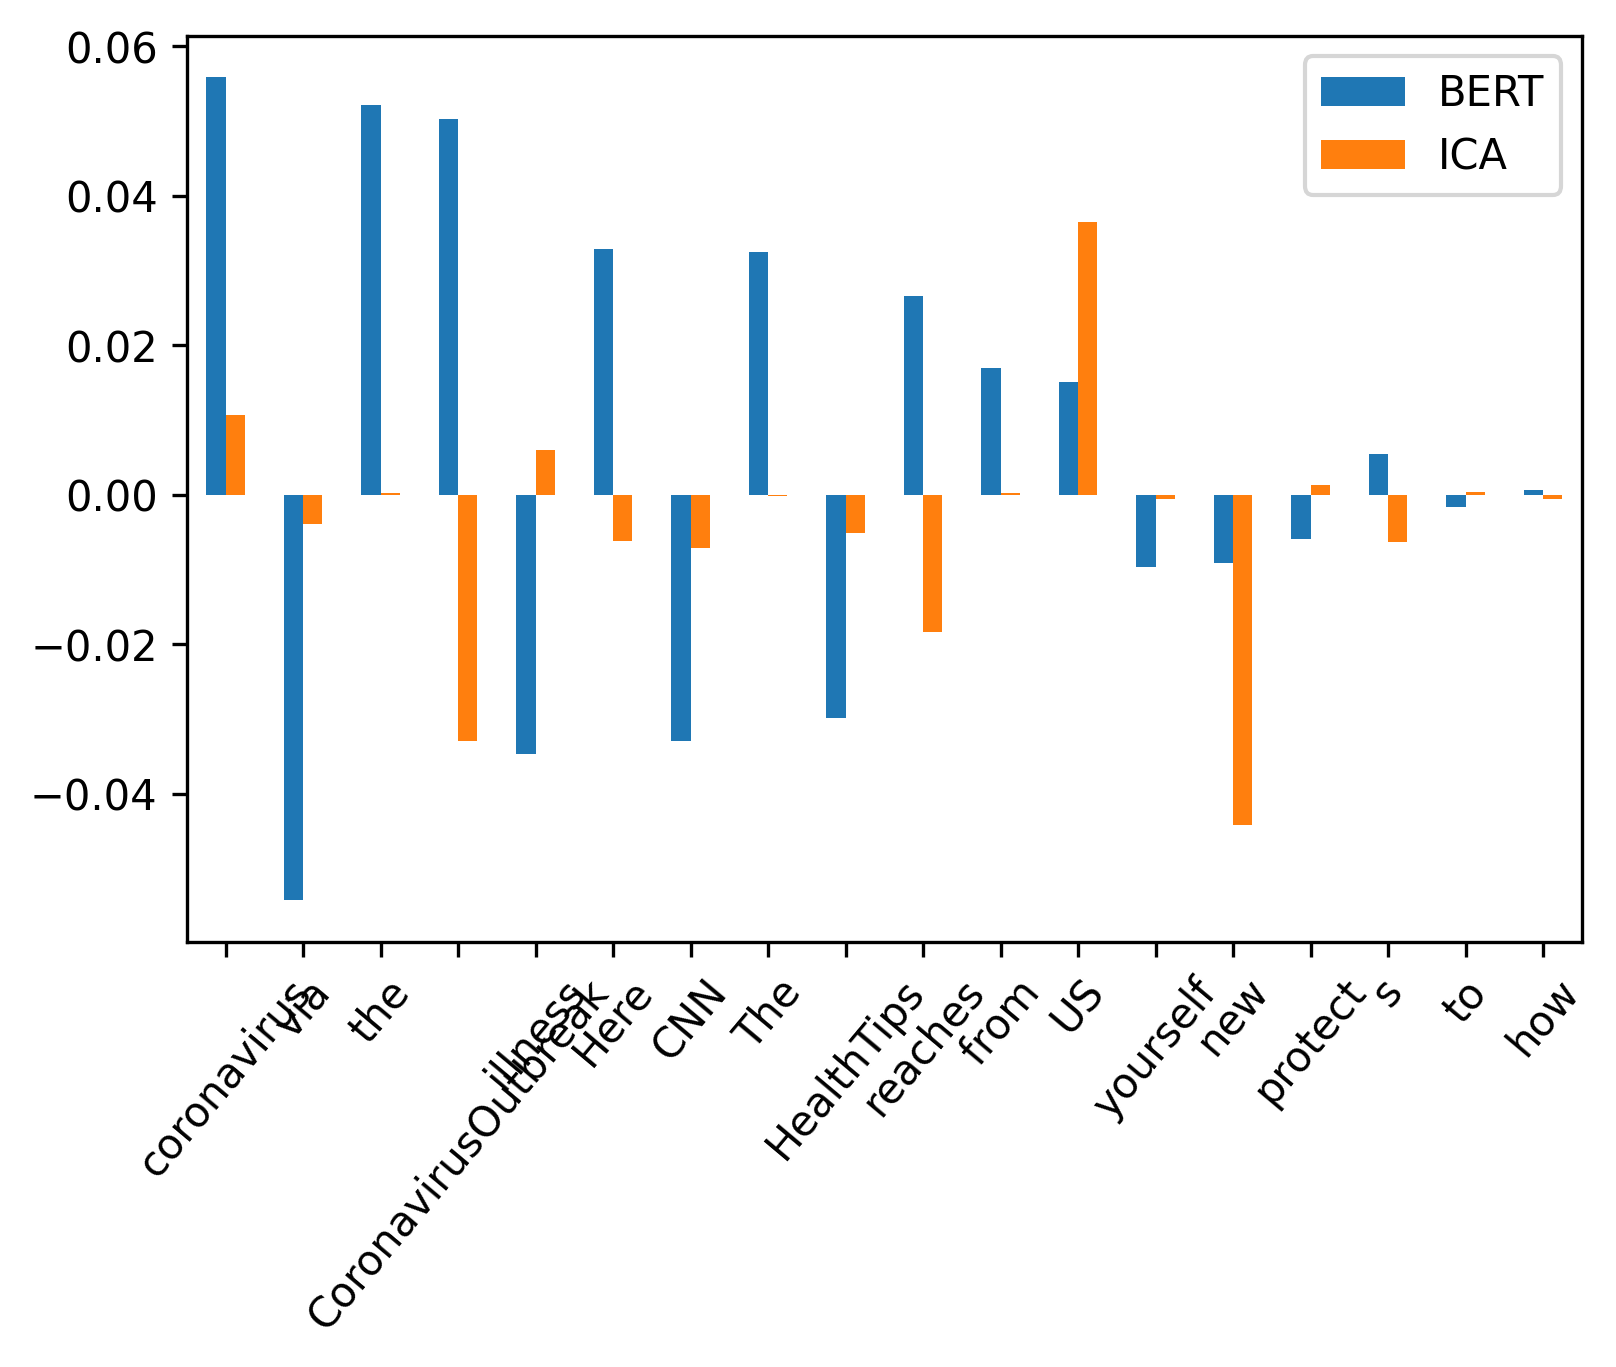 0.06
0.04
0.02
0.00
−0.02
−0.04
BERT
ICA
coronavirus
via
the
CoronavirusOutbreak
illness
Here
CNN
The
HealthTips
reaches
from
US
yourself
new
protect
s
to
how